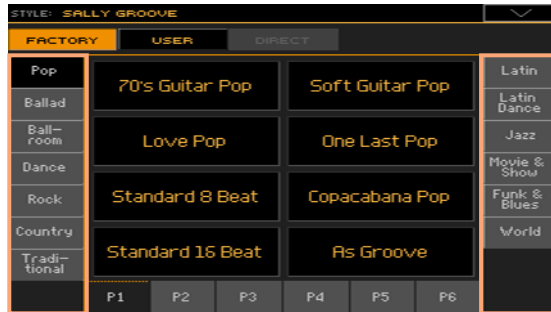 STYLE: SALLY GROOVE
FACTORY USER DIRECT
Pop
Ballad
Ball-
room
Dance
Rock
Country
Tradi-
tional
70's Guitar Pop
Soft Guitar Pop
Love Pop
One Last Pop
Standard 8 Beat
Copacabana Pop
Standard 16 Beat
As Groove
Latin
Latin
Dance
Jazz
Movie &
Show
Funk &
Blues
World
P1 P2 P3 P4 P5 P6